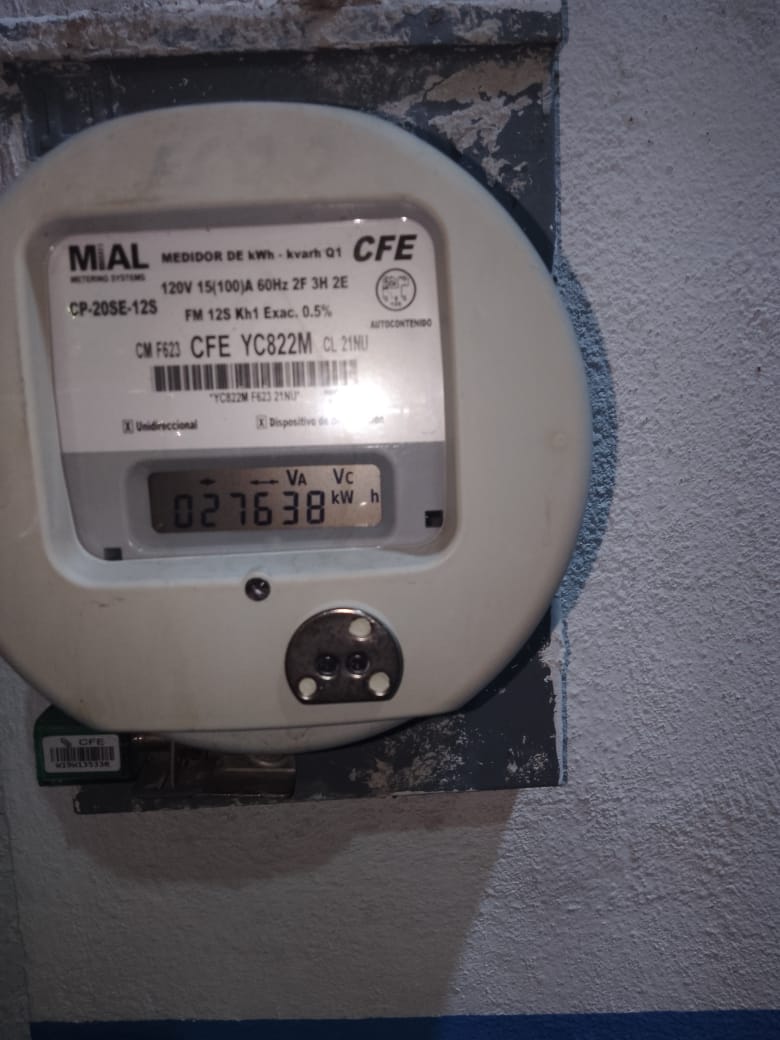 MIAL
METERING SYSTEMS
MEDIDOR DE kWh - kvarh Q1
CFE
120V 15(100)A 60Hz 2F 3H 2E
CP-20SE-12S
FM 12S Kh1 Exac. 0.5%
AUTOCONTENIDO
CM F623 CFE YC822M CL 21NU
"YC822M F623 21NU"
X Unidireccional
X Dispositivo de
VA VC
027638 kW h
CFE